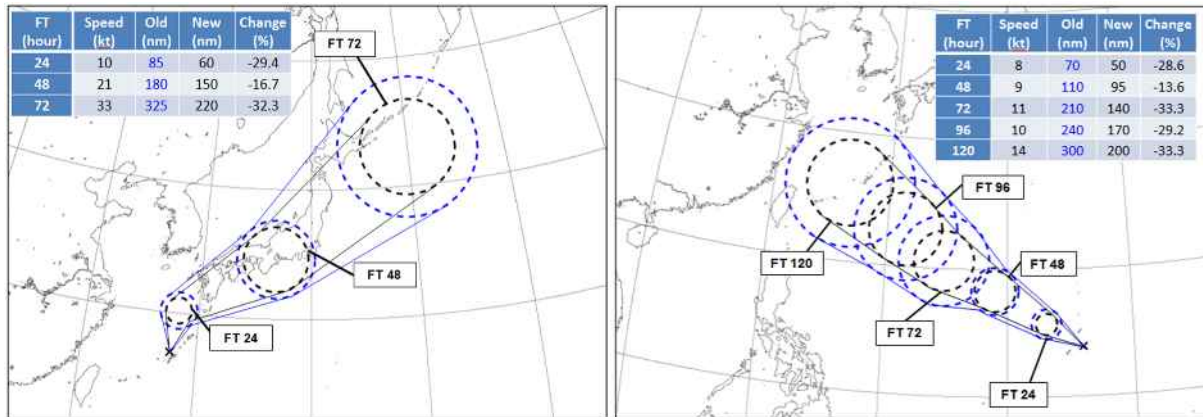 FT Speed Old New Change
(hour) (kt) (nm) (nm) (%)
24 10 85 60 -29.4
48 21 180 150 -16.7
72 33 325 220 -32.3
FT 72
FT 48
FT 24
FT Speed Old New Change
(hour) (kt) (nm) (nm) (%)
24 8 70 50 -28.6
48 9 110 95 -13.6
72 11 210 140 -33.3
96 10 240 170 -29.2
120 14 300 200 -33.3
FT 96
FT 120
FT 48
FT 72
FT 24